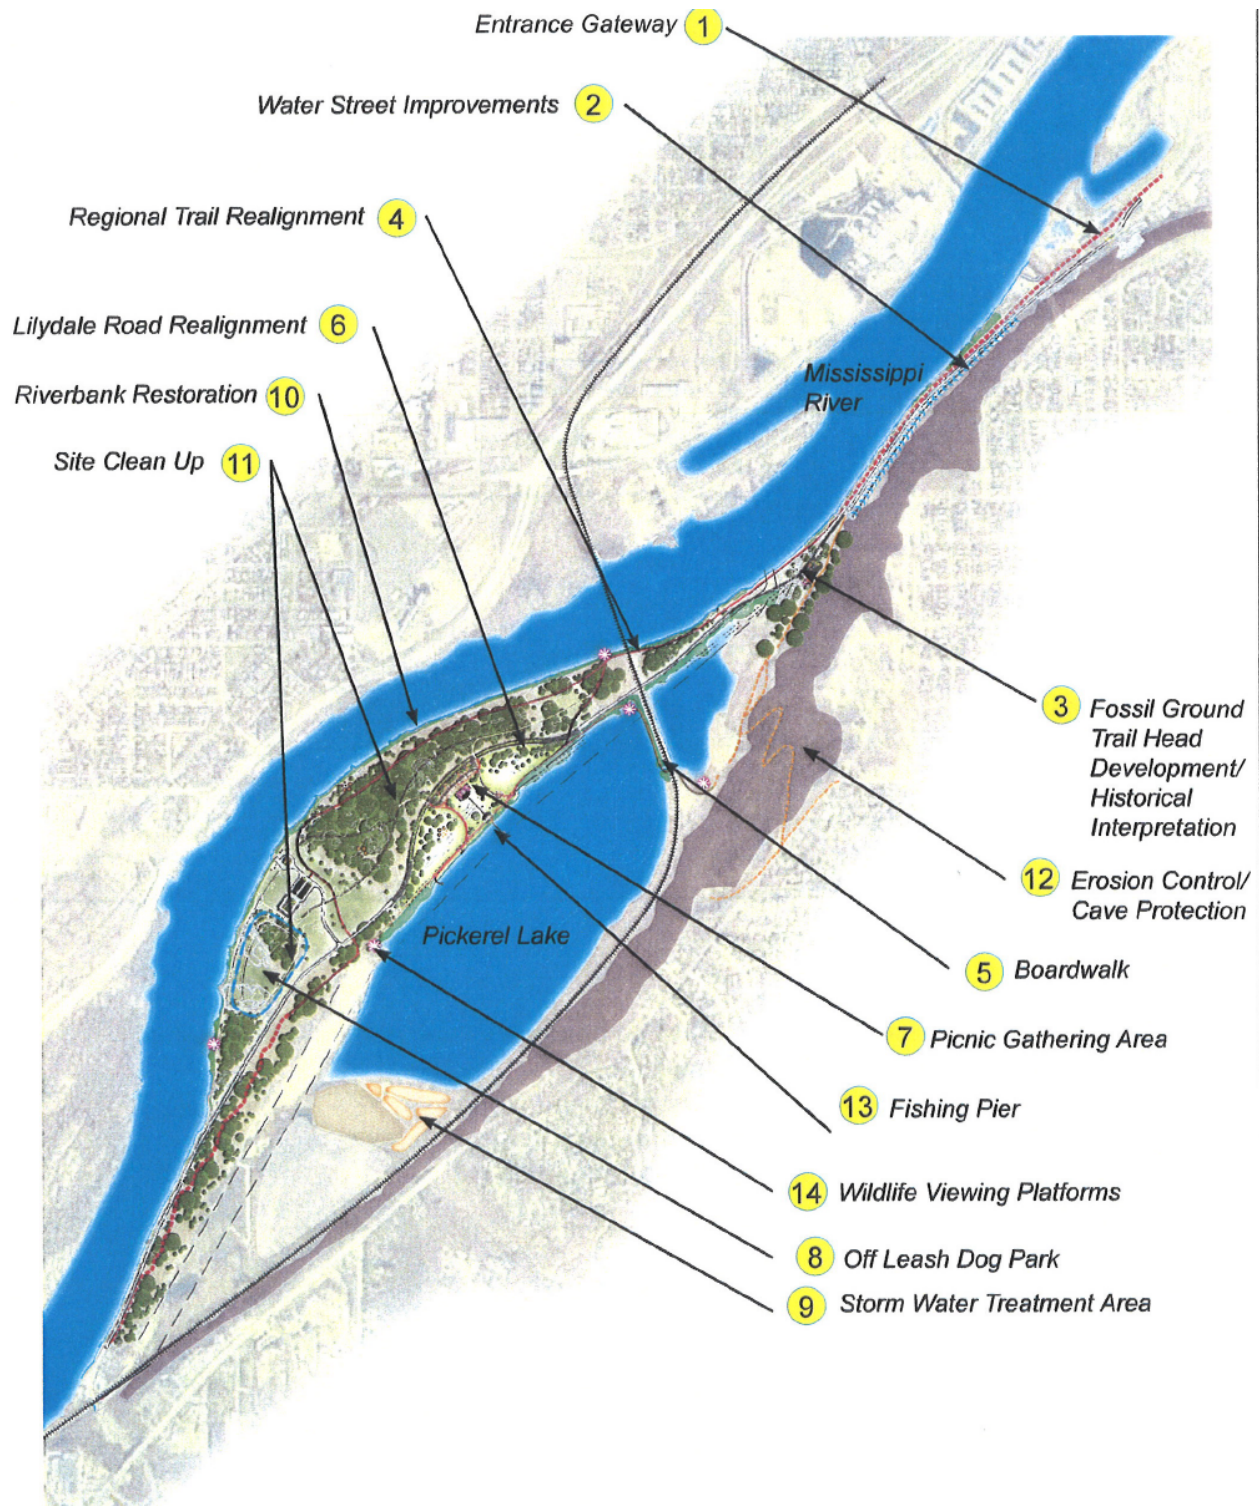 Entrance Gateway 1
Water Street Improvements 2
Regional Trail Realignment 4
Lilydale Road Realignment 6
Mississippi
River
Riverbank Restoration 10
Site Clean Up 11
3 Fossil Ground
Trail Head
Development/
Historical
Interpretation
12 Erosion Control/
Cave Protection
Pickerel Lake
5 Boardwalk
7 Picnic Gathering Area
13 Fishing Pier
14 Wildlife Viewing Platforms
8 Off Leash Dog Park
9 Storm Water Treatment Area